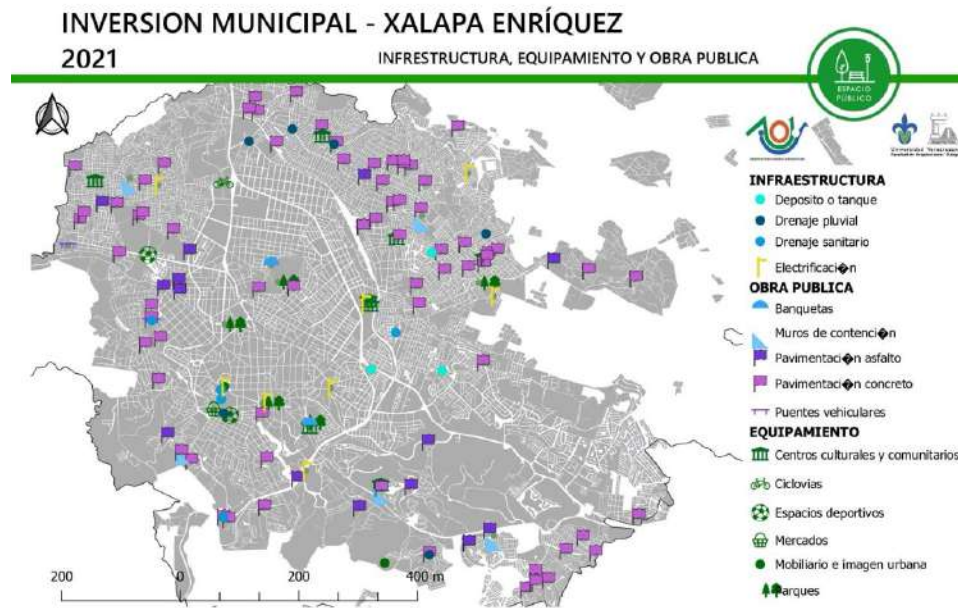 INVERSION MUNICIPAL - XALAPA ENRÍQUEZ
2021
INFRESTRUCTURA, EQUIPAMIENTO Y OBRA PUBLICA
ESPACIO
PÚBLICO
INFRAESTRUCTURA
Deposito o tanque
Drenaje pluvial
Drenaje sanitario
Electrificaci�n
OBRA PUBLICA
Banquetas
Muros de contenci�n
Pavimentaci�n asfalto
Pavimentaci�n concreto
Puentes vehiculares
EQUIPAMIENTO
Centros culturales y comunitarios
Ciclovias
Espacios deportivos
Mercados
Mobiliario e imagen urbana
Parques
200 0 200 400 m